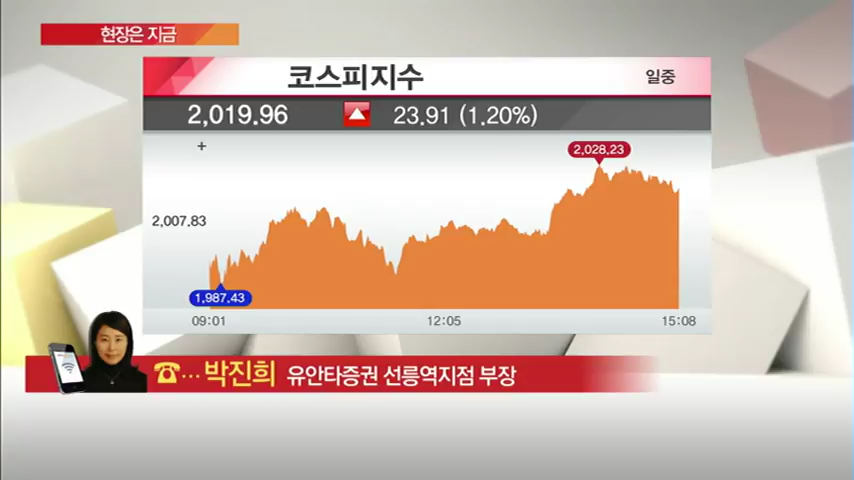 현장은 지금
코스피지수 일중
2,019.96 23.91 (1.20%)
2,028.23
2,007.83
1,987.43
09:01 12:05 15:08
☎… 박진희 유안타증권 선릉역지점 부장